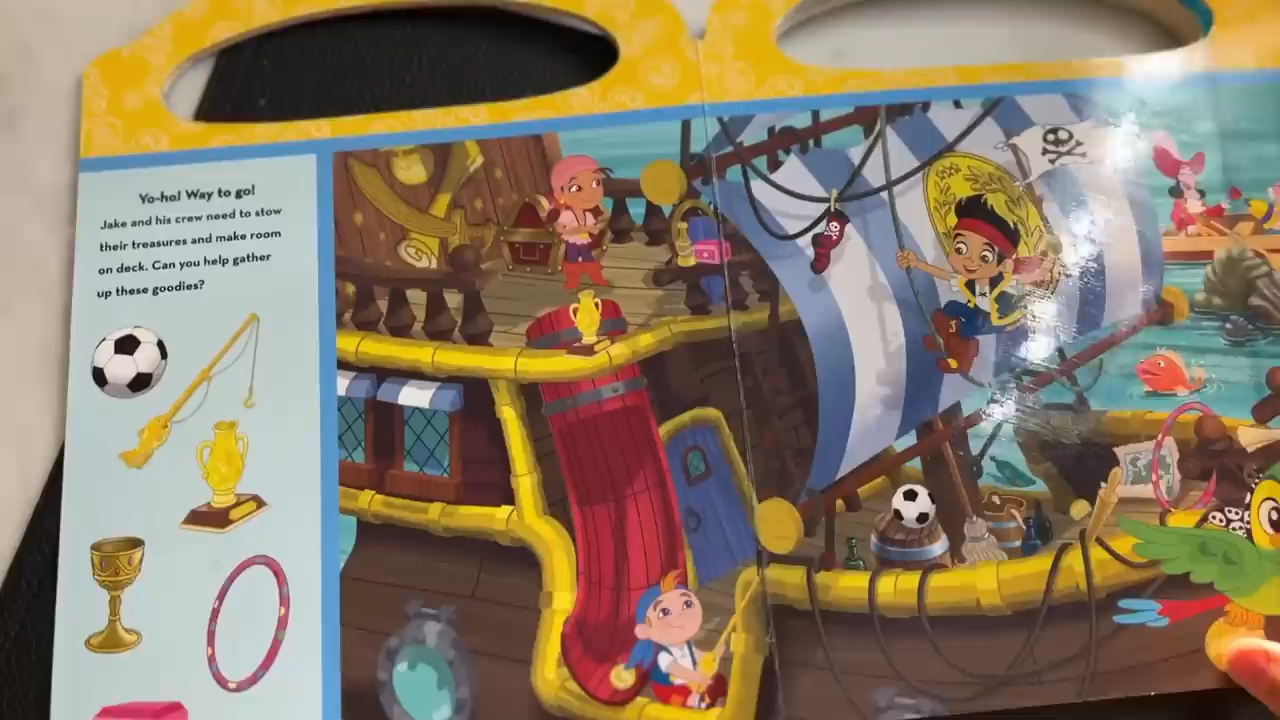 Yo-ho! Way to go!
Jake and his crew need to stow
their treasures and make room
on deck. Can you help gather
up these goodies?